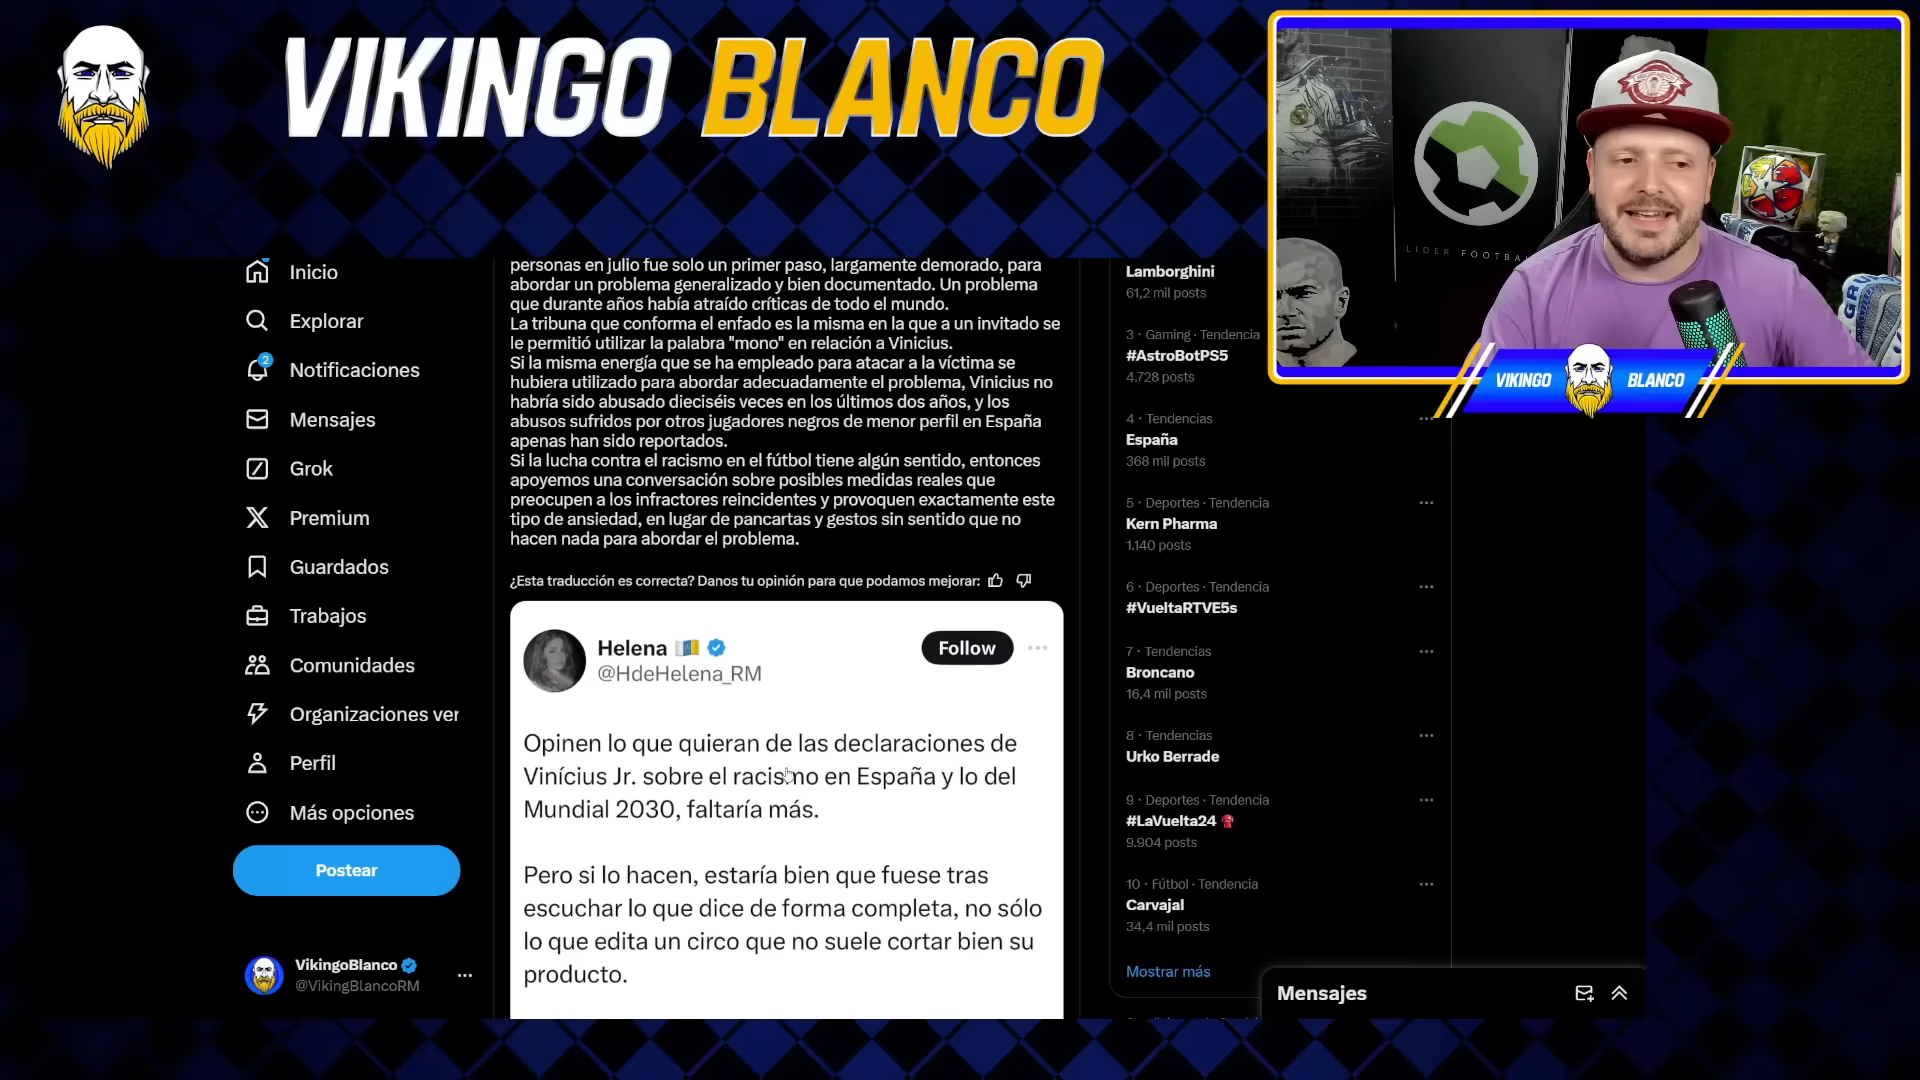 VIKINGO BLANCO
LIDER FOOTBA
VIKINGO BLANCO
Inicio
Explorar
2
Notificaciones
Mensajes
Grok
Premium
Guardados
Trabajos
Comunidades
Organizaciones ver
Perfil
Más opciones
Postear
VikingoBlanco
@VikingBlancoRM
personas en julio fue solo un primer paso, largamente demorado, para
abordar un problema generalizado y bien documentado. Un problema
que durante años había atraído críticas de todo el mundo.
La tribuna que conforma el enfado es la misma en la que a un invitado se
le permitió utilizar la palabra "mono" en relación a Vinicius.
Si la misma energía que se ha empleado para atacar a la víctima se
hubiera utilizado para abordar adecuadamente el problema, Vinicius no
habría sido abusado dieciséis veces en los últimos dos años, y los
abusos sufridos por otros jugadores negros de menor perfil en España
apenas han sido reportados.
Si la lucha contra el racismo en el fútbol tiene algún sentido, entonces
apoyemos una conversación sobre posibles medidas reales que
preocupen a los infractores reincidentes y provoquen exactamente este
tipo de ansiedad, en lugar de pancartas y gestos sin sentido que no
hacen nada para abordar el problema.
¿Esta traducción es correcta? Danos tu opinión para que podamos mejorar:
Helena
@HdeHelena_RM
Follow
Opinen lo que quieran de las declaraciones de
Vinícius Jr. sobre el racismo en España y lo del
Mundial 2030, faltaría más.
Pero si lo hacen, estaría bien que fuese tras
escuchar lo que dice de forma completa, no sólo
lo que edita un circo que no suele cortar bien su
producto.
Lamborghini
61,2 mil posts
3 · Gaming · Tendencia
#AstroBotPS5
4.728 posts
4 · Tendencias
España
368 mil posts
5 · Deportes · Tendencia
Kern Pharma
1.140 posts
6 · Deportes · Tendencia
#VueltaRTVE5s
7 · Tendencias
Broncano
16,4 mil posts
8 · Tendencias
Urko Berrade
9 · Deportes · Tendencia
#LaVuelta24
9.904 posts
10 · Fútbol · Tendencia
Carvajal
34,4 mil posts
Mostrar más
Mensajes